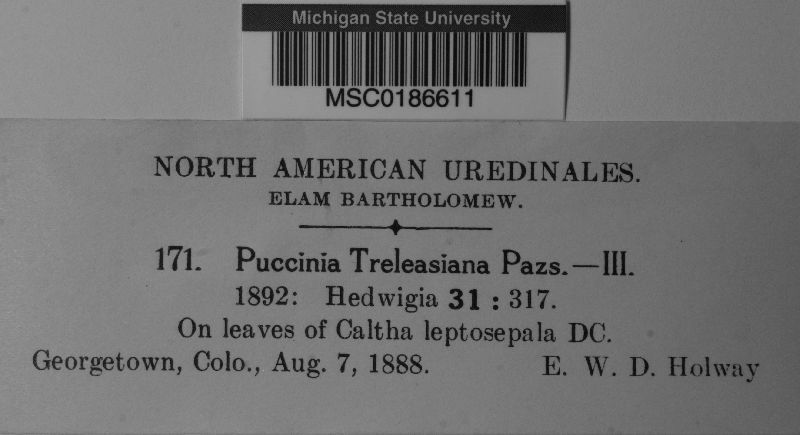 Michigan State University
MSC0186611
NORTH AMERICAN UREDINALES.
ELAM BARTHOLOMEW.
171. Puccinia Treleasiana Pazs.—III.
1892: Hedwigia 31 : 317.
On leaves of Caltha leptosepala DC.
Georgetown, Colo., Aug. 7, 1888. E. W. D. Holway